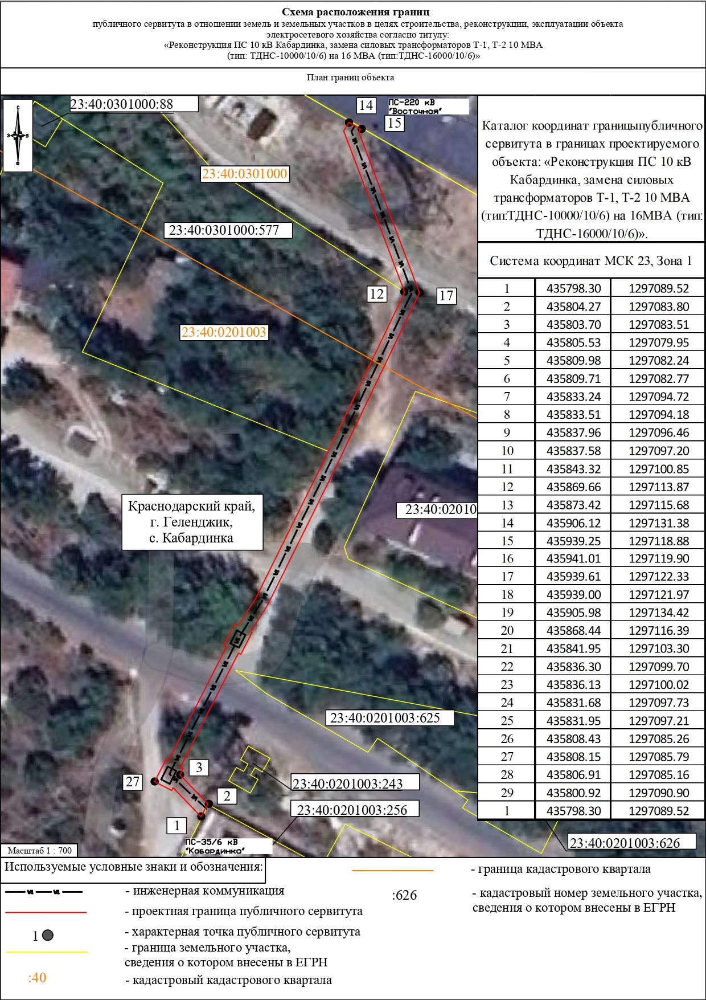 Схема расположения границ
публичного сервитута в отношении земель и земельных участков в целях строительства, реконструкции, эксплуатации объекта
электросетевого хозяйства согласно титулу:
«Реконструкция ПС 10 кВ Кабардинка, замена силовых трансформаторов Т-1, Т-2 10 МВА
(тип: ТДНС-10000/10/6) на 16 МВА (тип:ТДНС-16000/10/6)»
План границ объекта
С
З В
Ю
23:40:0301000:88
14
ПС-220 кВ
"Восточная"
15
23:40:0301000
23:40:0301000:577
12
17
23:40:0201003
23:40:02010
Краснодарский край,
г. Геленджик,
с. Кабардинка
23:40:0201003:625
3
27
23:40:0201003:243
2
23:40:0201003:256
1
ПС-35/6 кВ
"Кабардинка"
23:40:0201003:626
Масштаб 1 : 700
Каталог координат границыпубличного
сервитута в границах проектируемого
объекта: «Реконструкция ПС 10 кВ
Кабардинка, замена силовых
трансформаторов Т-1, Т-2 10 МВА
(тип:ТДНС-10000/10/6) на 16МВА (тип:
ТДНС-16000/10/6)».
Система координат МСК 23, Зона 1
1 435798.30 1297089.52
2 435804.27 1297083.80
3 435803.70 1297083.51
4 435805.53 1297079.95
5 435809.98 1297082.24
6 435809.71 1297082.77
7 435833.24 1297094.72
8 435833.51 1297094.18
9 435837.96 1297096.46
10 435837.58 1297097.20
11 435843.32 1297100.85
12 435869.66 1297113.87
13 435873.42 1297115.68
14 435906.12 1297131.38
15 435939.25 1297118.88
16 435941.01 1297119.90
17 435939.61 1297122.33
18 435939.00 1297121.97
19 435905.98 1297134.42
20 435868.44 1297116.39
21 435841.95 1297103.30
22 435836.30 1297099.70
23 435836.13 1297100.02
24 435831.68 1297097.73
25 435831.95 1297097.21
26 435808.43 1297085.26
27 435808.15 1297085.79
28 435806.91 1297085.16
29 435800.92 1297090.90
1 435798.30 1297089.52
Используемые условные знаки и обозначения:
- инженерная коммуникация
- проектная граница публичного сервитута
1 - характерная точка публичного сервитута
- граница земельного участка,
сведения о котором внесены в ЕГРН
:40 - кадастровый кадастрового квартала
- граница кадастрового квартала
:626 - кадастровый номер земельного участка,
сведения о котором внесены в ЕГРН